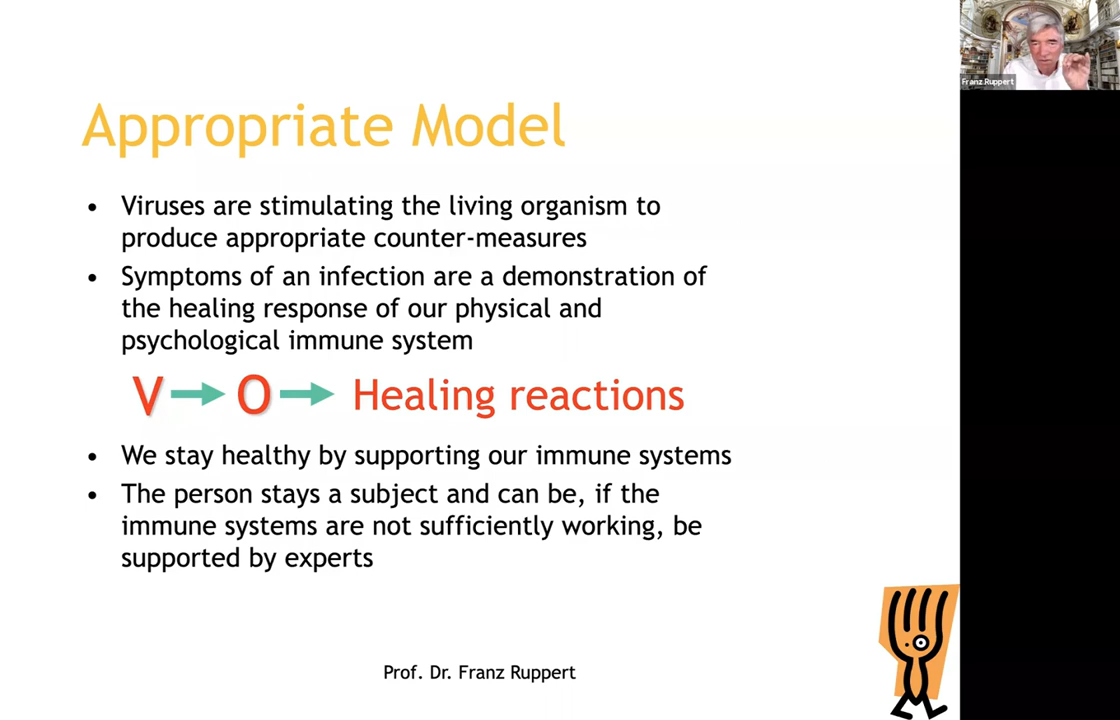 Franz Ruppert
Appropriate Model
• Viruses are stimulating the living organism to
produce appropriate counter-measures
• Symptoms of an infection are a demonstration of
the healing response of our physical and
psychological immune system
V → O → Healing reactions
• We stay healthy by supporting our immune systems
• The person stays a subject and can be, if the
immune systems are not sufficiently working, be
supported by experts
Prof. Dr. Franz Ruppert